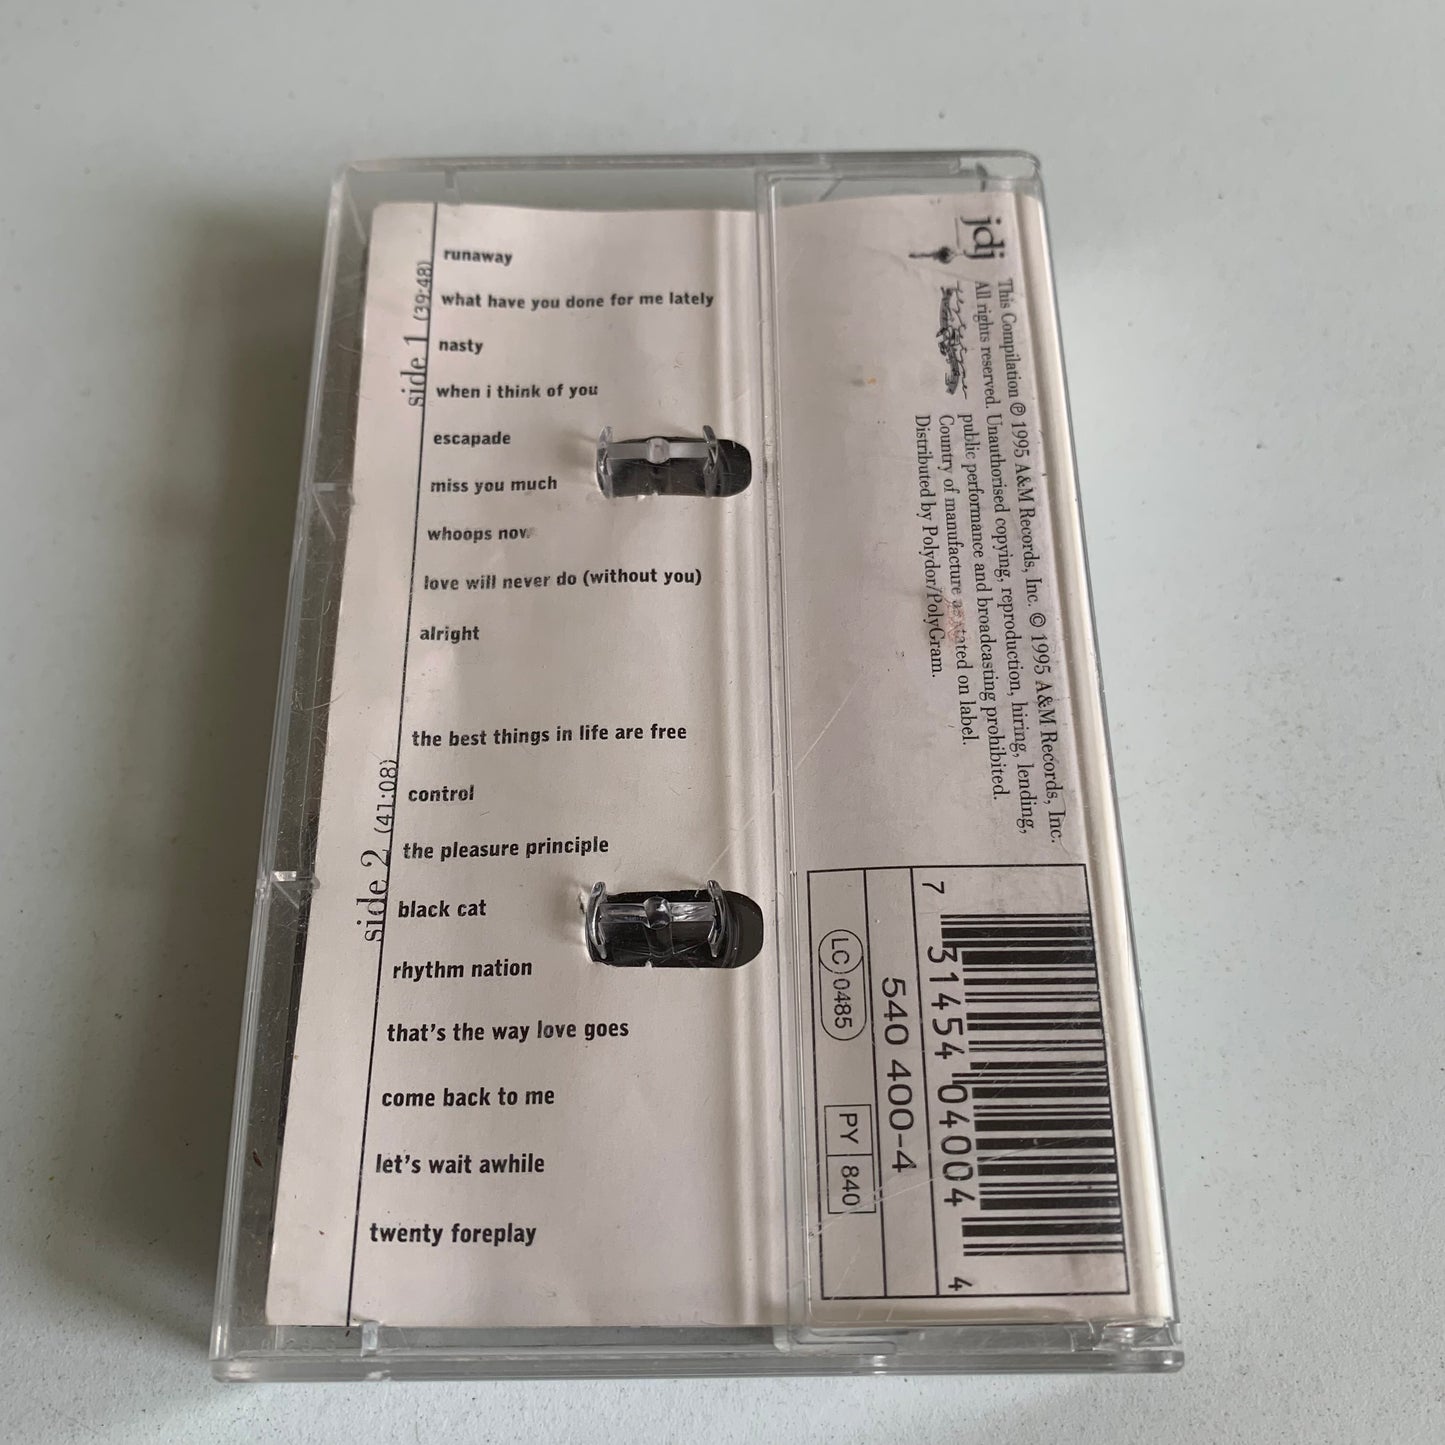 side 1 (39:48)
runaway
what have you done for me lately
nasty
when i think of you
escapade
miss you much
whoops now
love will never do (without you)
alright
side 2 (41:08)
the best things in life are free
control
the pleasure principle
black cat
rhythm nation
that's the way love goes
come back to me
let's wait awhile
twenty foreplay
jdj
This Compilation ℗ 1995 A&M Records, Inc. © 1995 A&M Records, Inc.
All rights reserved. Unauthorised copying, reproduction, hiring, lending,
public performance and broadcasting prohibited.
Country of manufacture as stated on label.
Distributed by Polydor/PolyGram.
7 31454 04004 4
540 400-4
LC 0485
PY 840